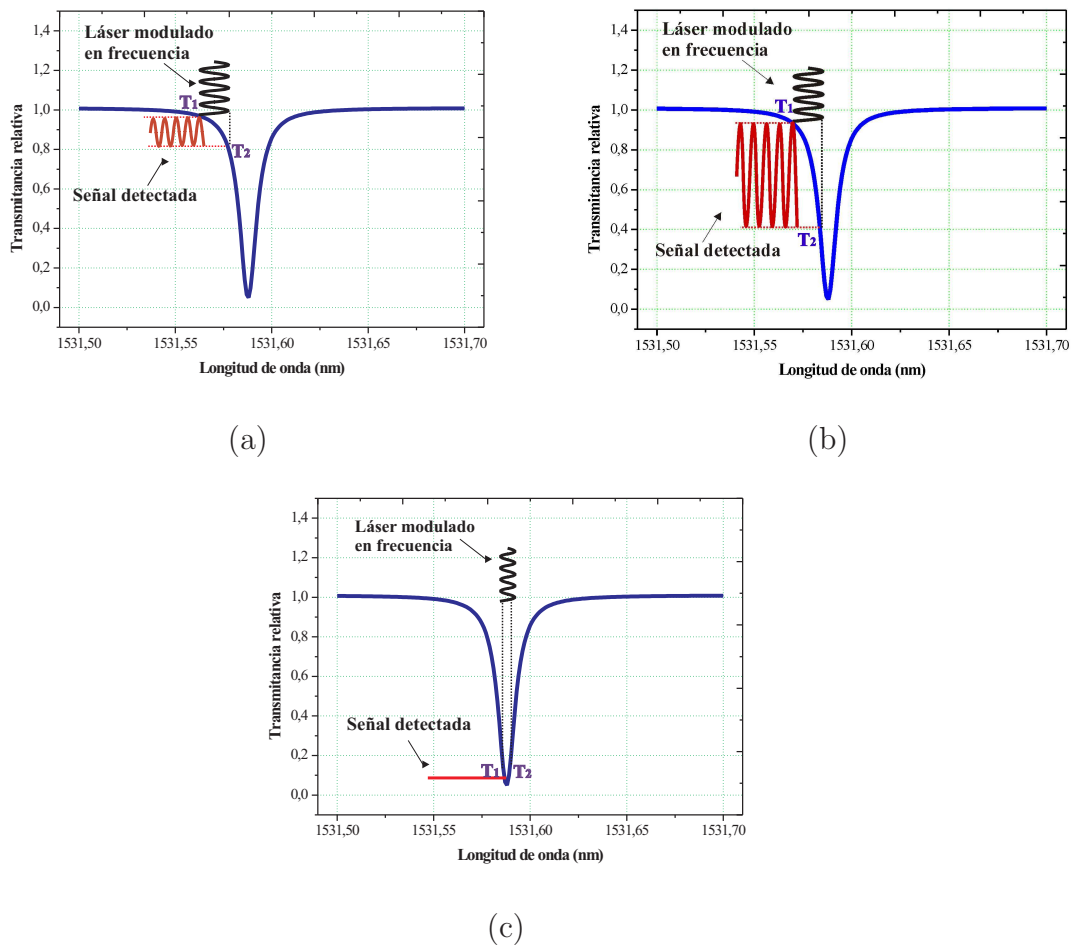 Láser modulado
en frecuencia
1,4
1,2
1,0
0,8
0,6
0,4
0,2
0,0
Transmitancia relativa
T1
T2
Señal detectada
1531,50 1531,55 1531,60 1531,65 1531,70
Longitud de onda (nm)
(a)
Láser modulado
en frecuencia
1,4
1,2
1,0
0,8
0,6
0,4
0,2
0,0
Transmitancia relativa
T1
T2
Señal detectada
1531,50 1531,55 1531,60 1531,65 1531,70
Longitud de onda (nm)
(b)
Láser modulado
en frecuencia
1,4
1,2
1,0
0,8
0,6
0,4
0,2
0,0
Transmitancia relativa
Señal detectada
T1 T2
1531,50 1531,55 1531,60 1531,65 1531,70
Longitud de onda (nm)
(c)